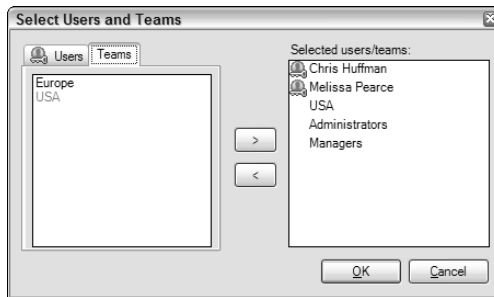 Select Users and Teams
Users
Teams
Europe
USA
>
<
Selected users/teams:
Chris Huffman
Melissa Pearce
USA
Administrators
Managers
OK
Cancel